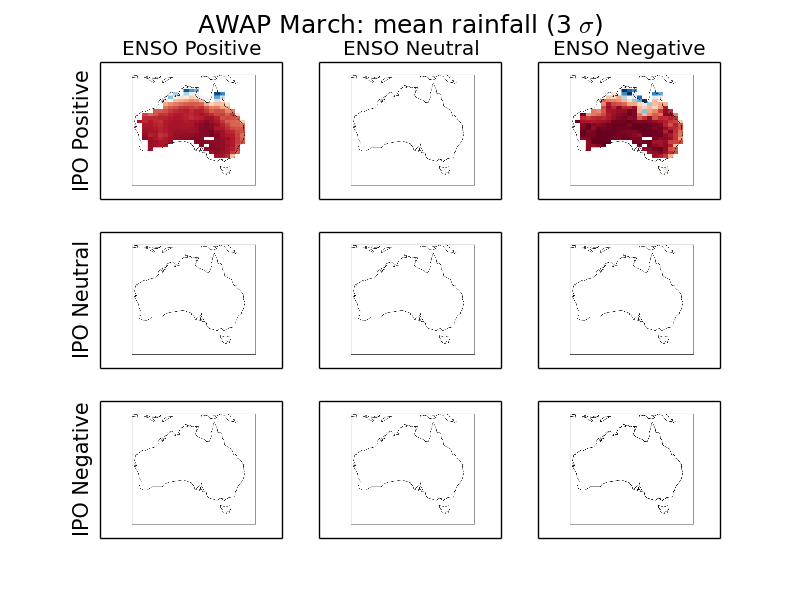 AWAP March: mean rainfall (3 σ)
ENSO Positive
ENSO Neutral
ENSO Negative
IPO Positive
IPO Neutral
IPO Negative